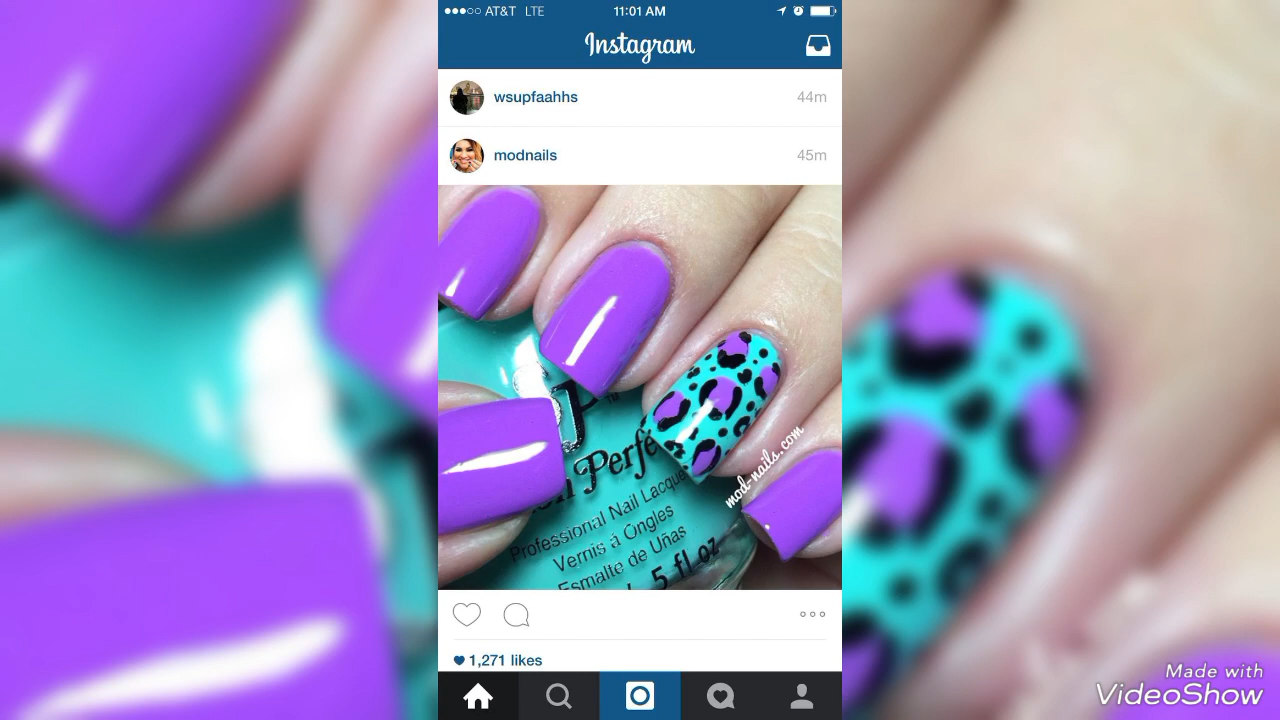 AT&T LTE 11:01 AM
Instagram
wsupfaahhs 44m
modnails 45m
Perfe
Professional Nail Lacque
Vernis à Ongles
Esmalte de Uñas
5 fl oz
mod-nails.com
1,271 likes
Made with
VideoShow